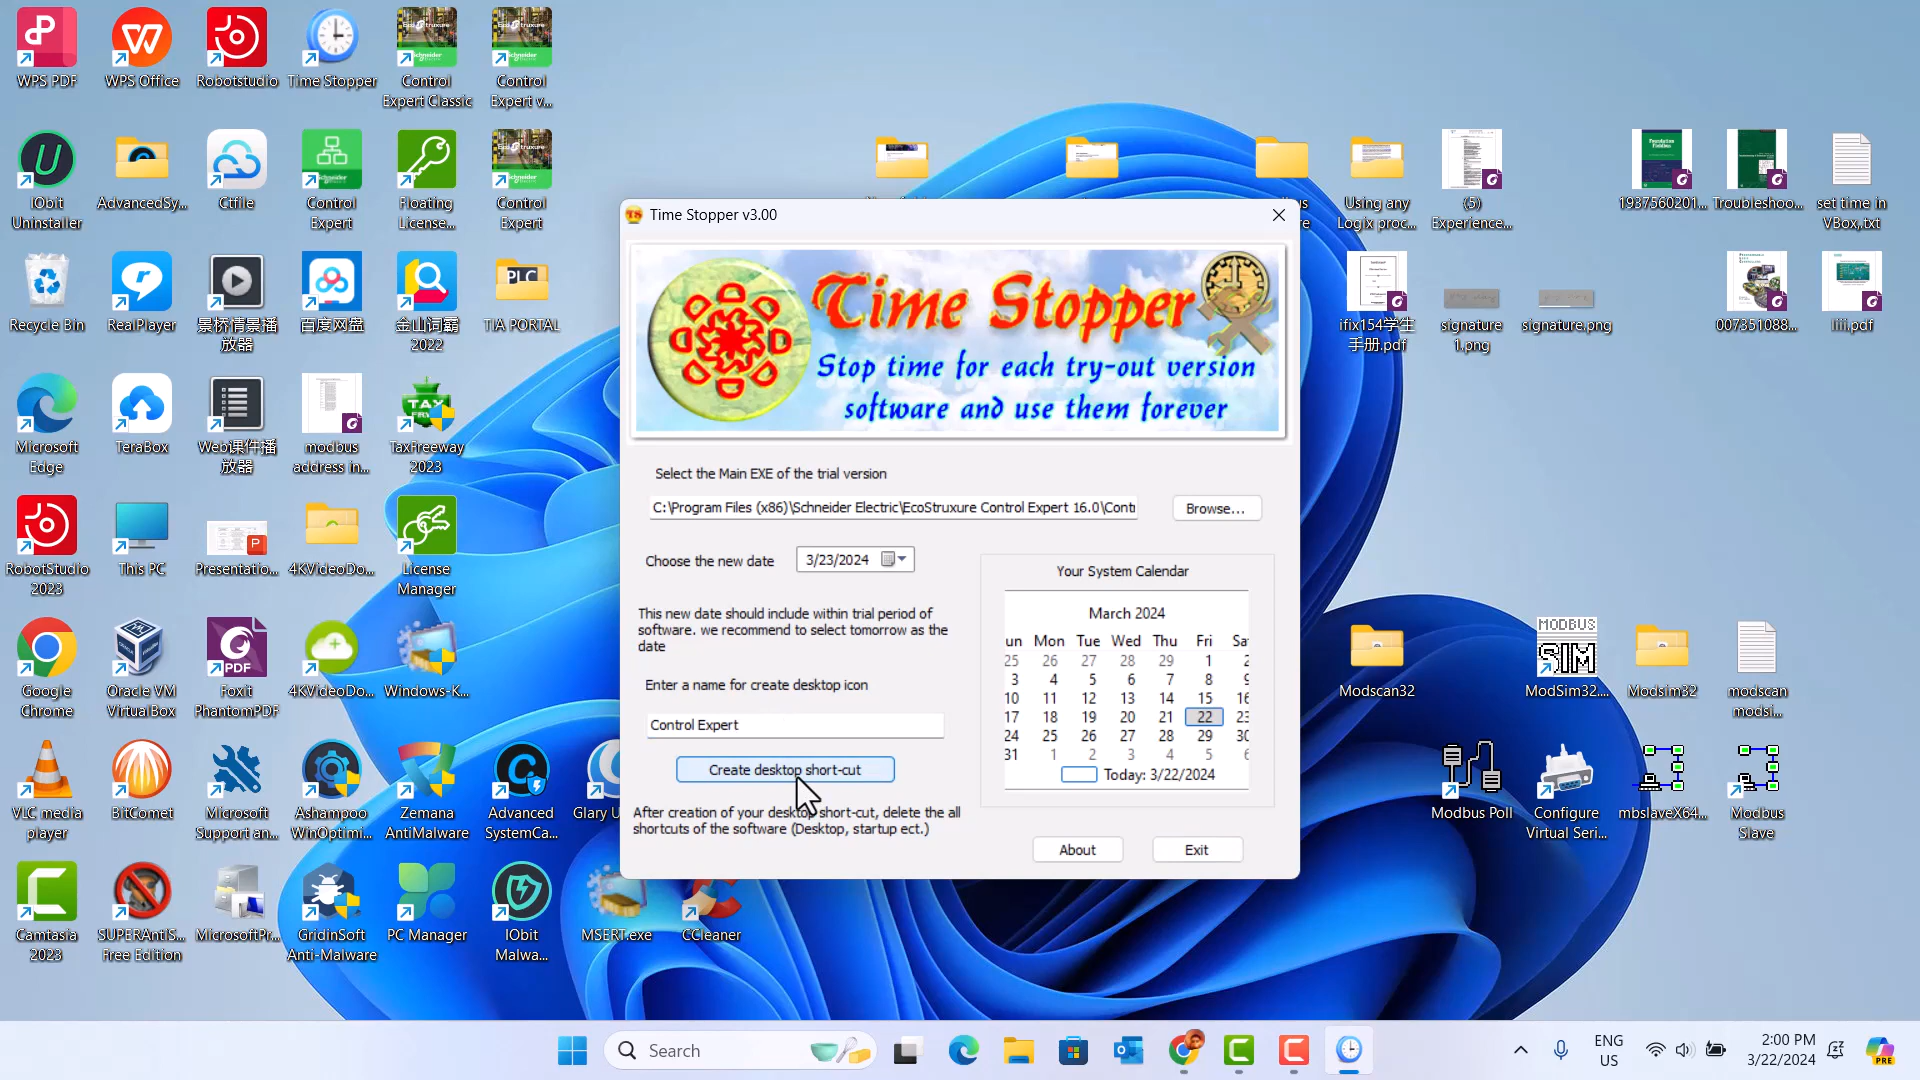 WPS PDF
WPS Office
Robotstudio
Time Stopper
Control
Expert Classic
Control
Expert v...
IObit
Uninstaller
AdvancedSy...
Ctfile
Control
Expert
Floating
License...
Control
Expert
Using any
Logix proc...
(5)
Experience...
1937560201...
Troubleshoo...
set time in
VBox,.txt
Recycle Bin
RealPlayer
景桥情景播
放器
百度网盘
金山词霸
2022
PLC
TIA PORTAL
ifix154学生
手册.pdf
signature
1.png
signature.png
007351088...
liiii.pdf
Microsoft
Edge
TeraBox
Web课件播
放器
modbus
address in...
TaxFreeway
2023
RobotStudio
2023
This PC
Presentatio...
4KVideoDo...
License
Manager
Google
Chrome
Oracle VM
VirtualBox
Foxit
PhantomPDF
4KVideoDo...
Windows-K...
Modscan32
MODBUS
SIM
ModSim32....
Modsim32
modscan
modsi...
VLC media
player
BitComet
Microsoft
Support an...
Ashampoo
WinOptimi...
Zemana
AntiMalware
Advanced
SystemCa...
Glary U
Modbus Poll
Configure
Virtual Seri...
mbslaveX64...
Modbus
Slave
Camtasia
2023
SUPERAntiS...
Free Edition
MicrosoftPr...
GridinSoft
Anti-Malware
PC Manager
IObit
Malwa...
MSERT.exe
CCleaner
Time Stopper v3.00
Time Stopper
Stop time for each try-out version
software and use them forever
Select the Main EXE of the trial version
C:\Program Files (x86)\Schneider Electric\EcoStruxure Control Expert 16.0\Conti
Browse...
Choose the new date
3/23/2024
This new date should include within trial period of
software. we recommend to select tomorrow as the
date
Enter a name for create desktop icon
Control Expert
Create desktop short-cut
After creation of your desktop short-cut, delete the all
shortcuts of the software (Desktop, startup ect.)
Your System Calendar
March 2024
un Mon Tue Wed Thu Fri Sat
25 26 27 28 29 1 2
3 4 5 6 7 8 9
10 11 12 13 14 15 16
17 18 19 20 21 22 23
24 25 26 27 28 29 30
31 1 2 3 4 5 6
Today: 3/22/2024
About
Exit
Search
ENG
US
2:00 PM
3/22/2024
PRE